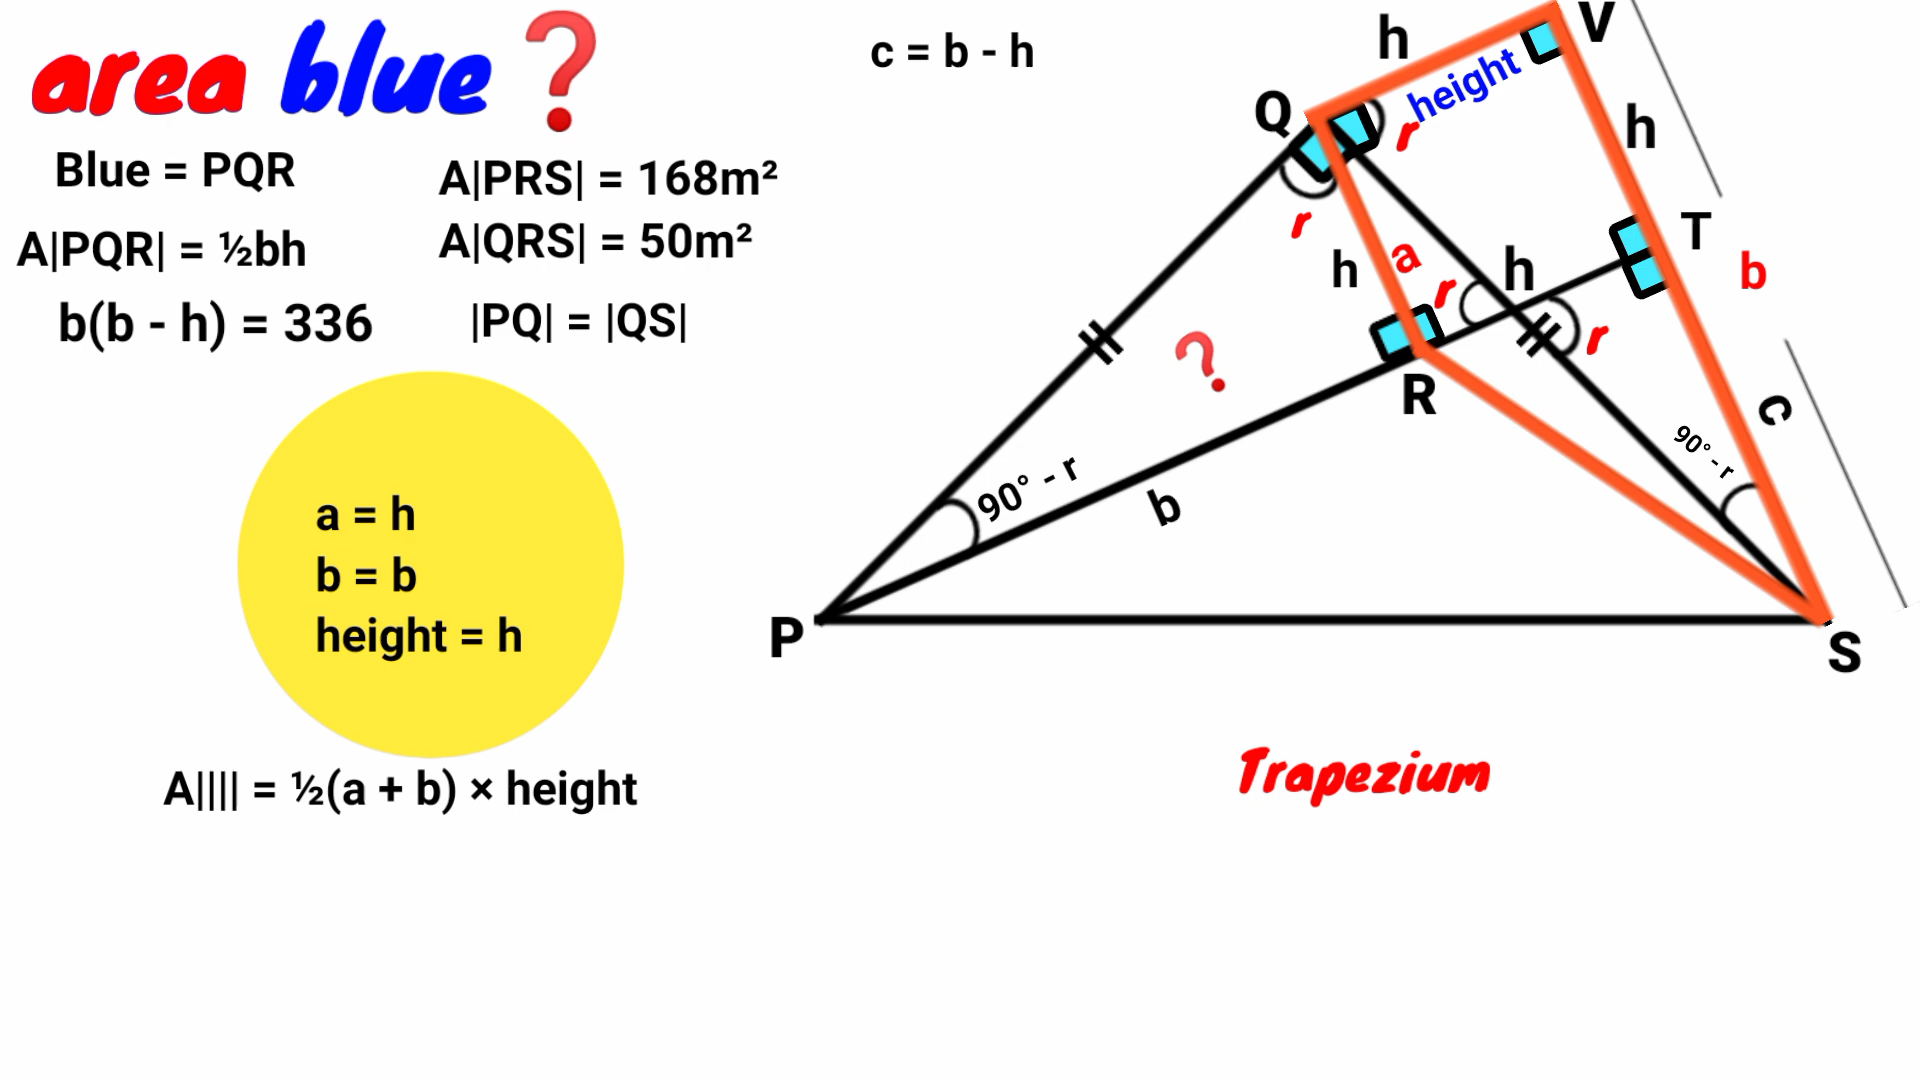 area blue❓
Blue = PQR
A|PQR| = ½bh
b(b - h) = 336
A|PRS| = 168m²
A|QRS| = 50m²
|PQ| = |QS|
c = b - h
a = h
b = b
height = h
A|||| = ½(a + b) × height
h
V
height
Q
r
h
r
T
h
a
h
b
r
r
❓
R
c
90° - r
90° - r
b
P
S
Trapezium